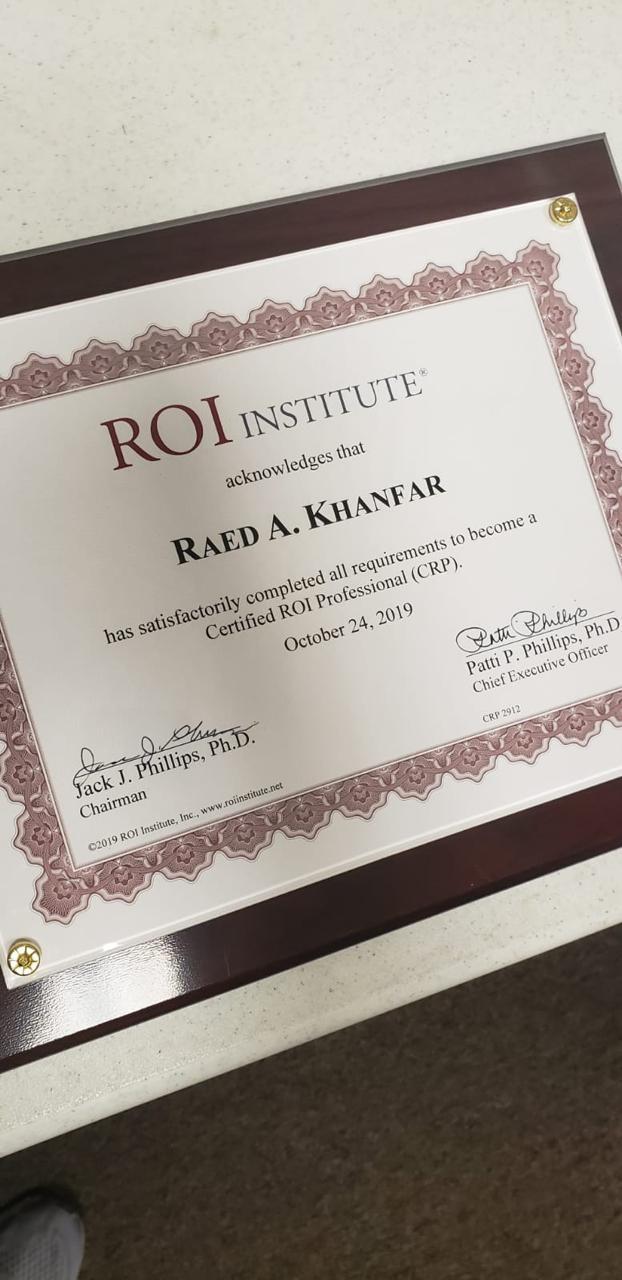 ROI INSTITUTE®
acknowledges that
RAED A. KHANFAR
has satisfactorily completed all requirements to become a
Certified ROI Professional (CRP).
October 24, 2019
Patti Phillips
Patti P. Phillips, Ph.D
Chief Executive Officer
CRP 2912
Jack J. Phillips, Ph.D.
Chairman
©2019 ROI Institute, Inc., www.roiinstitute.net